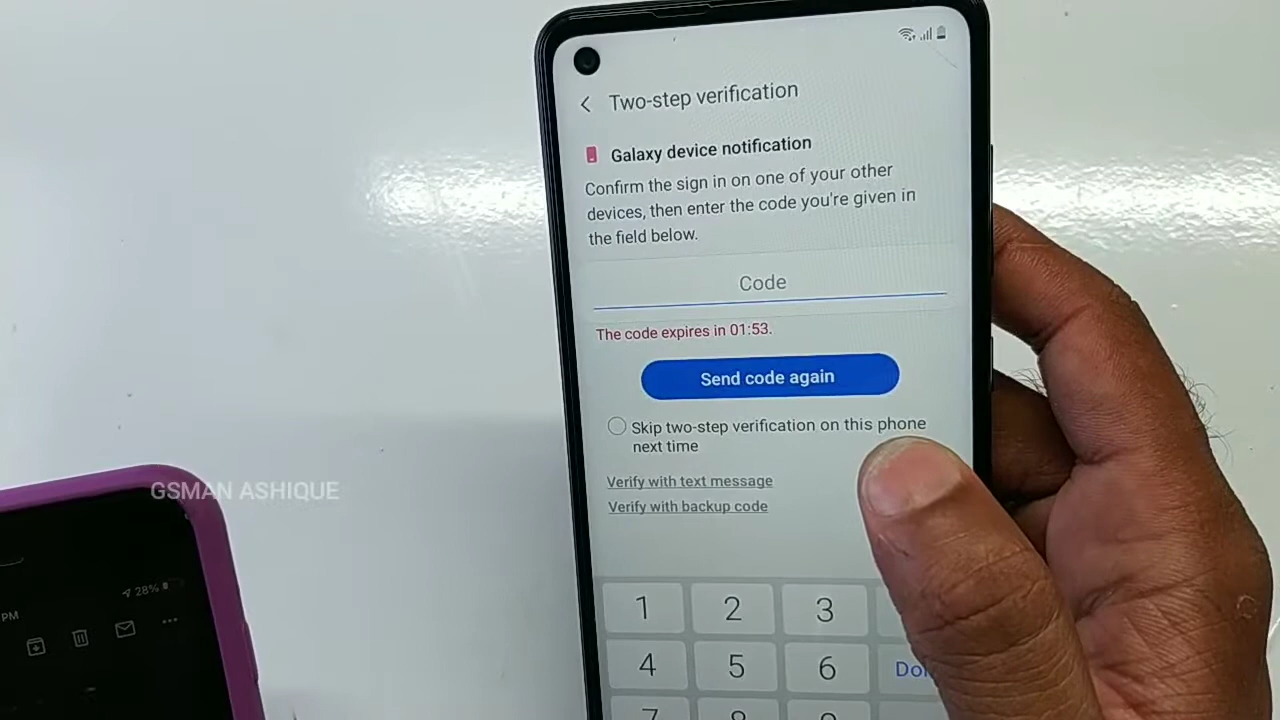 Two-step verification
Galaxy device notification
Confirm the sign in on one of your other
devices, then enter the code you're given in
the field below.
Code
The code expires in 01:53.
Send code again
Skip two-step verification on this phone
next time
Verify with text message
Verify with backup code
1 2 3
4 5 6
GSMAN ASHIQUE
28%
PM